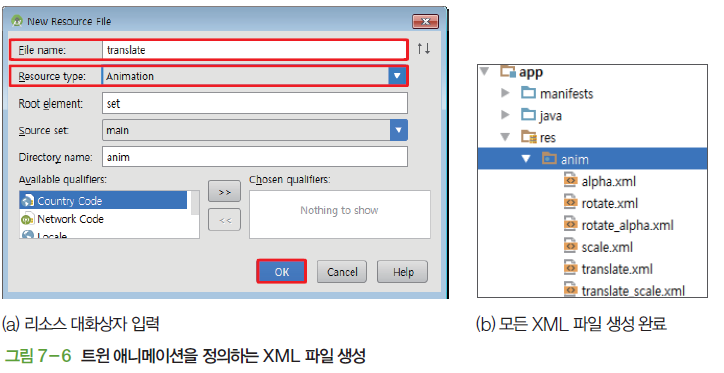 New Resource File
File name: translate
Resource type: Animation
Root element: set
Source set: main
Directory name: anim
Available qualifiers:
Chosen qualifiers:
Country Code
Network Code
Locale
>>
<<
Nothing to show
OK
Cancel
Help
(a) 리소스 대화상자 입력
app
manifests
java
res
anim
alpha.xml
rotate.xml
rotate_alpha.xml
scale.xml
translate.xml
translate_scale.xml
(b) 모든 XML 파일 생성 완료
그림 7-6 트윈 애니메이션을 정의하는 XML 파일 생성